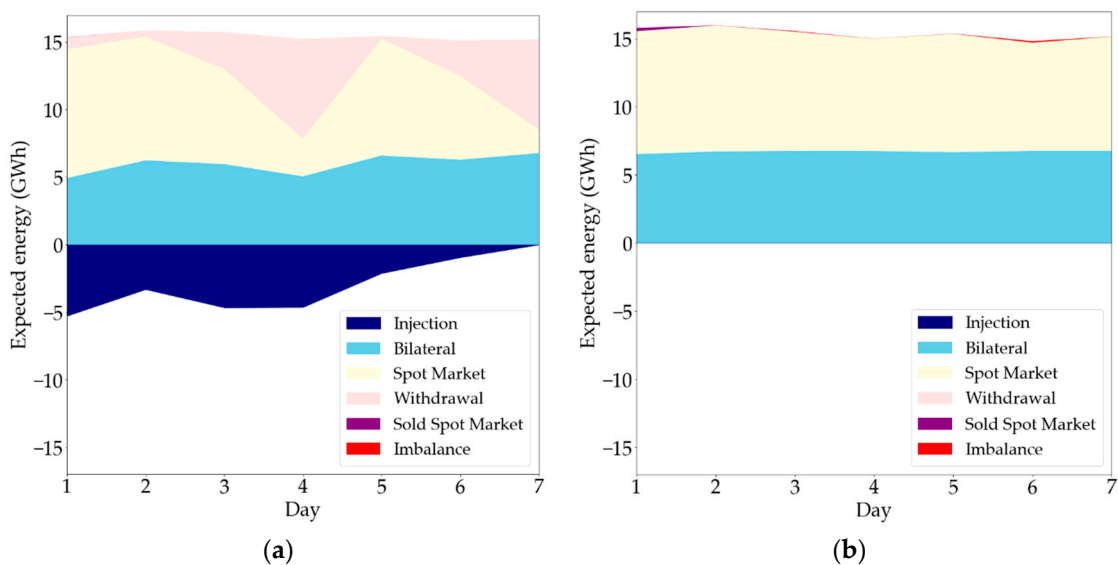 Expected energy (GWh)
15
10
5
0
−5
−10
−15
Injection
Bilateral
Spot Market
Withdrawal
Sold Spot Market
Imbalance
1 2 3 4 5 6 7
Day
(a)
Expected energy (GWh)
15
10
5
0
−5
−10
−15
Injection
Bilateral
Spot Market
Withdrawal
Sold Spot Market
Imbalance
1 2 3 4 5 6 7
Day
(b)